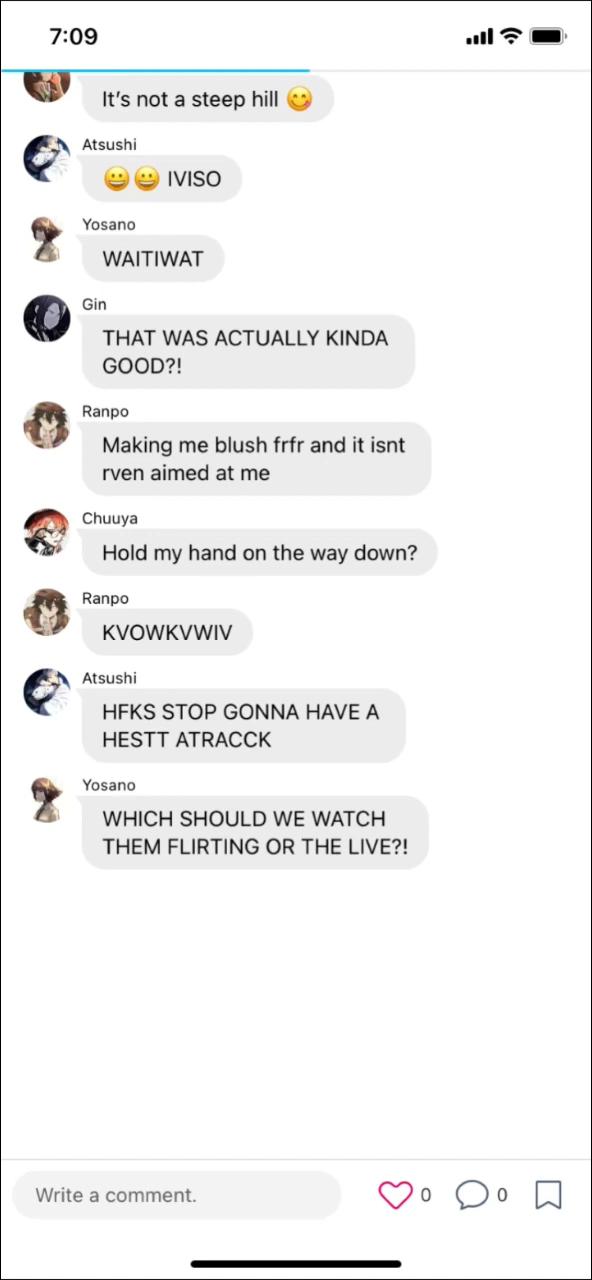 7:09
It's not a steep hill 😋
Atsushi
😀😀 IVISO
Yosano
WAITIWAT
Gin
THAT WAS ACTUALLY KINDA
GOOD?!
Ranpo
Making me blush frfr and it isnt
rven aimed at me
Chuuya
Hold my hand on the way down?
Ranpo
KVOWKVWIV
Atsushi
HFKS STOP GONNA HAVE A
HESTT ATRACCK
Yosano
WHICH SHOULD WE WATCH
THEM FLIRTING OR THE LIVE?!
Write a comment. 0 0